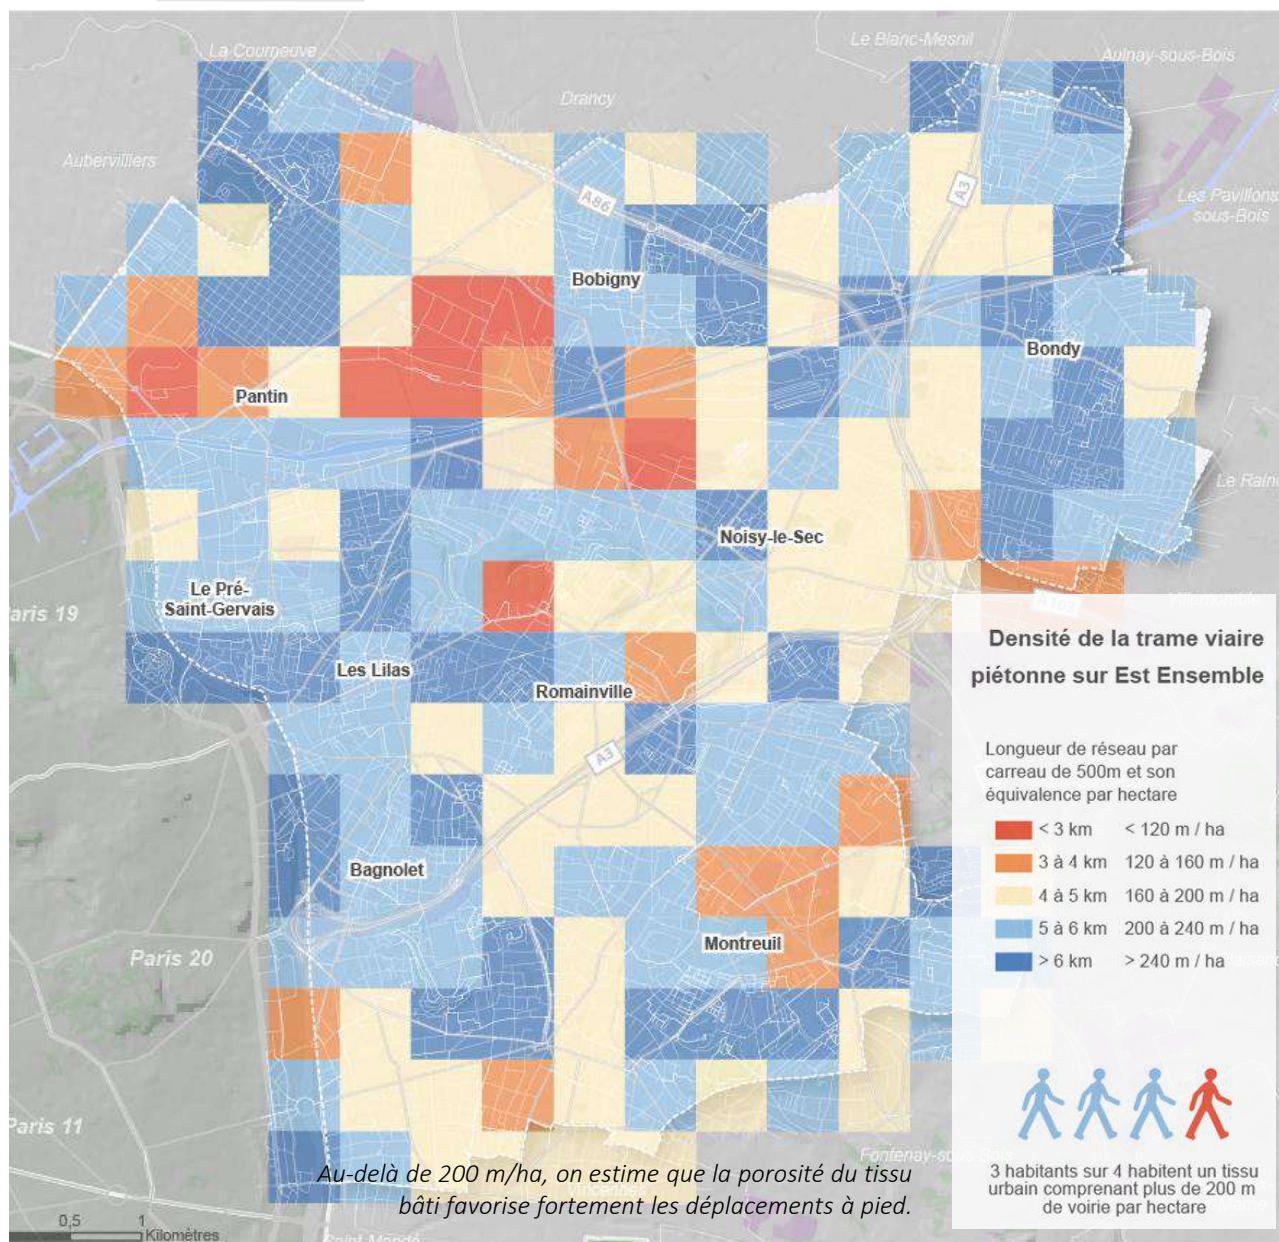 La Courneuve
Le Blanc-Mesnil
Aulnay-sous-Bois
Drancy
Aubervilliers
A3
Les Pavillons
sous-Bois
A86
Bobigny
Bondy
Pantin
Le Rainc
Noisy-le-Sec
Le Pré-
Saint-Gervais
Paris 19
Les Lilas
Romainville
A3
Bagnolet
Montreuil
Paris 20
Paris 11
Fontenay-sous-Bois
Densité de la trame viaire
piétonne sur Est Ensemble
Longueur de réseau par
carreau de 500m et son
équivalence par hectare
< 3 km < 120 m / ha
3 à 4 km 120 à 160 m / ha
4 à 5 km 160 à 200 m / ha
5 à 6 km 200 à 240 m / ha
> 6 km > 240 m / ha
3 habitants sur 4 habitent un tissu
urbain comprenant plus de 200 m
de voirie par hectare
Au-delà de 200 m/ha, on estime que la porosité du tissu
bâti favorise fortement les déplacements à pied.
0,5 1
Kilomètres
Saint-Mandé